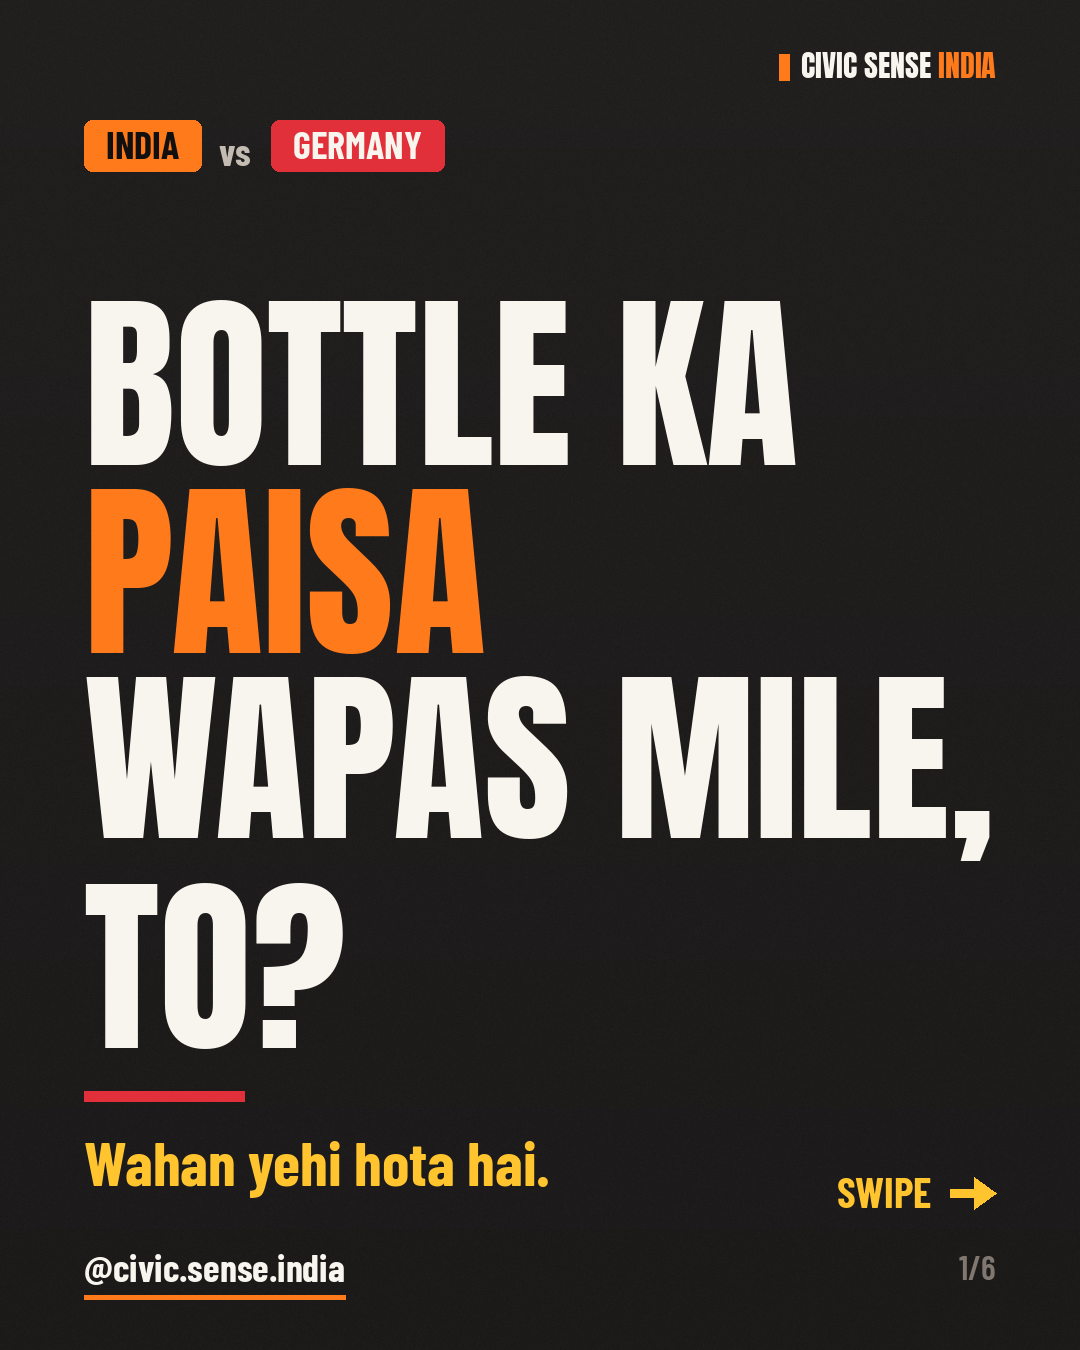 CIVIC SENSE INDIA
INDIA vs GERMANY
BOTTLE KA
PAISA
WAPAS MILE,
TO?
Wahan yehi hota hai.
SWIPE
@civic.sense.india
1/6